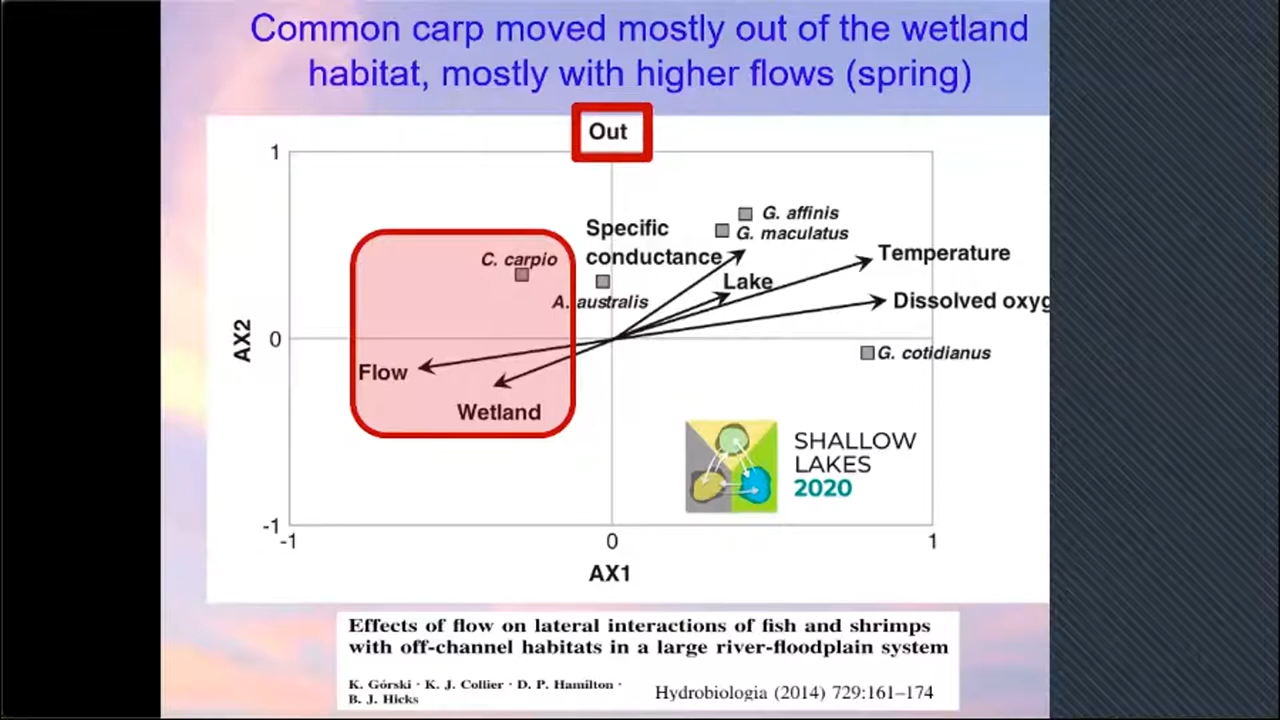 Common carp moved mostly out of the wetland
habitat, mostly with higher flows (spring)
Out
1
G. affinis
Specific
G. maculatus
conductance
Temperature
C. carpio
Lake
A. australis
Dissolved oxyg
AX2
0
G. cotidianus
Flow
Wetland
SHALLOW
LAKES
2020
-1
-1
0
1
AX1
Effects of flow on lateral interactions of fish and shrimps
with off-channel habitats in a large river-floodplain system
K. Górski · K. J. Collier · D. P. Hamilton ·
B. J. Hicks
Hydrobiologia (2014) 729:161–174